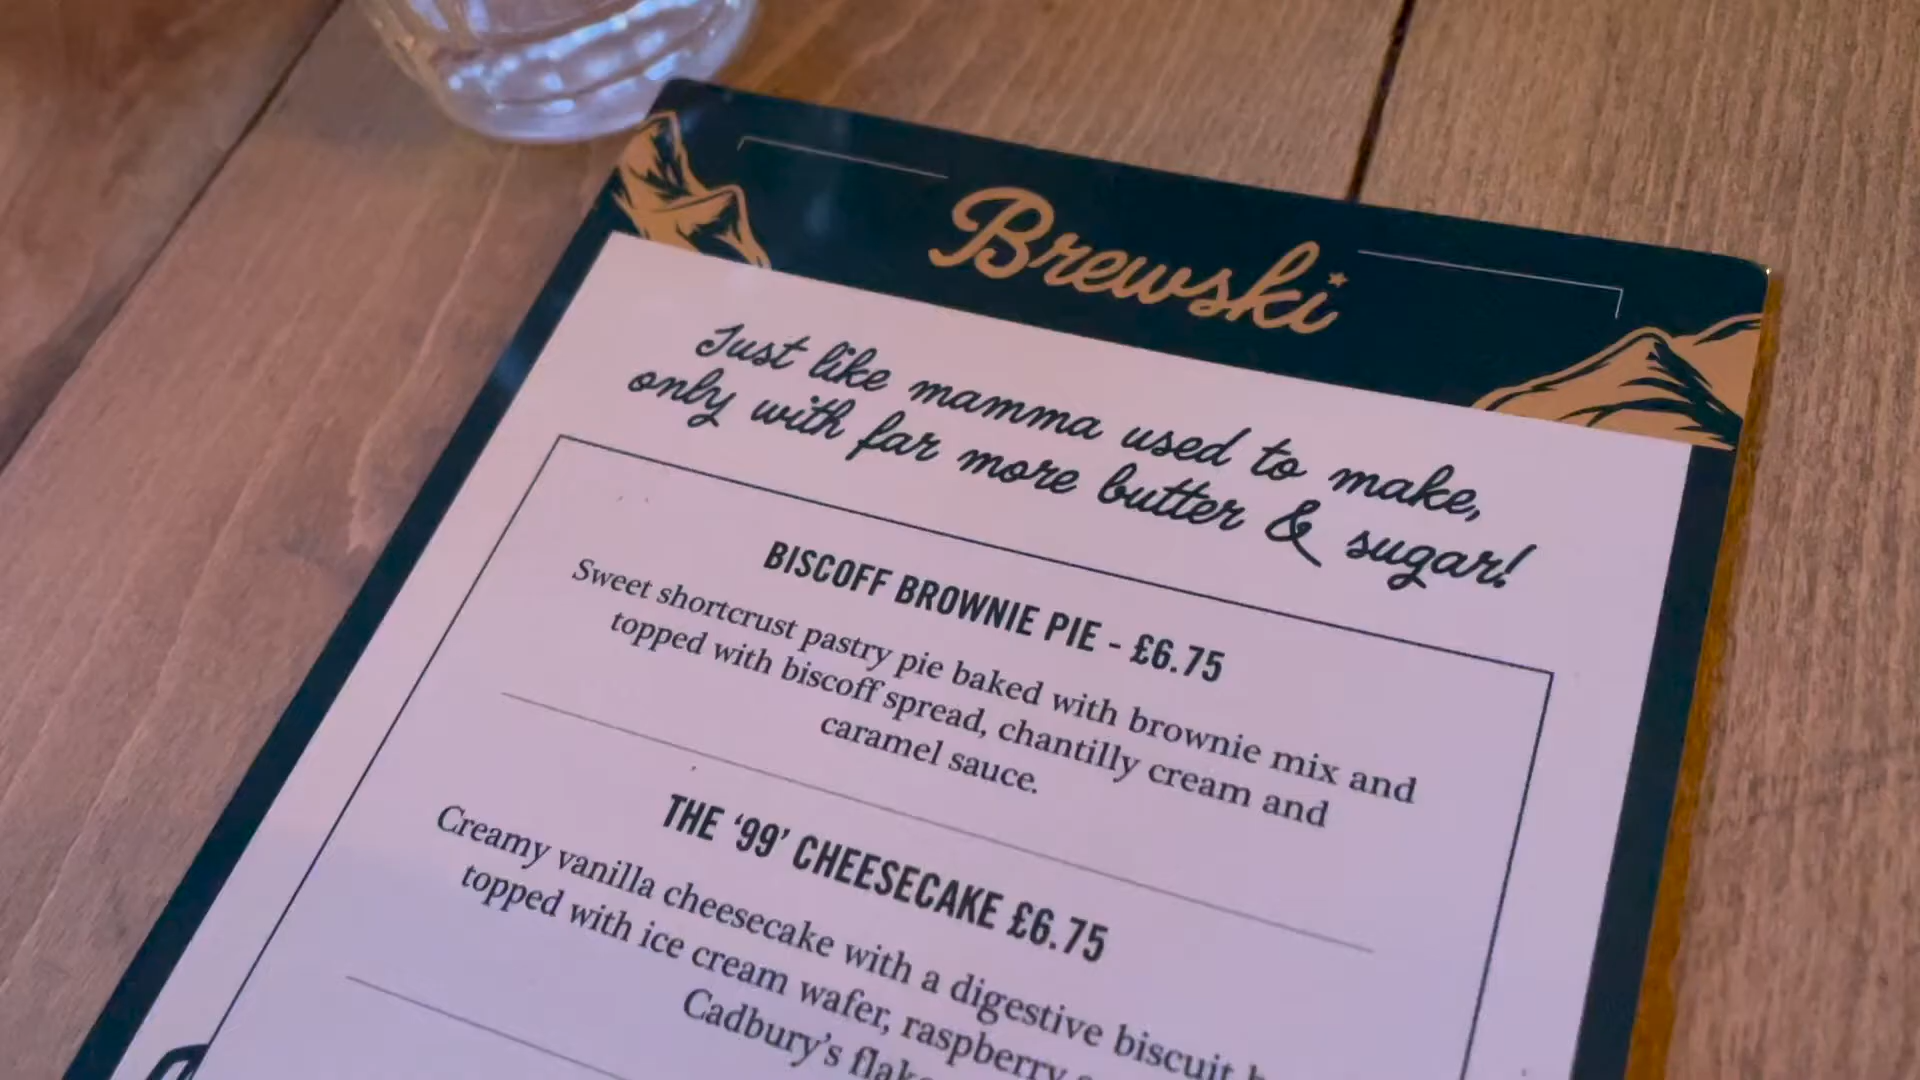 Brewski
Just like mamma used to make,
only with far more butter & sugar!
BISCOFF BROWNIE PIE - £6.75
Sweet shortcrust pastry pie baked with brownie mix and
topped with biscoff spread, chantilly cream and
caramel sauce.
THE ‘99’ CHEESECAKE £6.75
Creamy vanilla cheesecake with a digestive biscuit
topped with ice cream wafer, raspberry
Cadbury’s